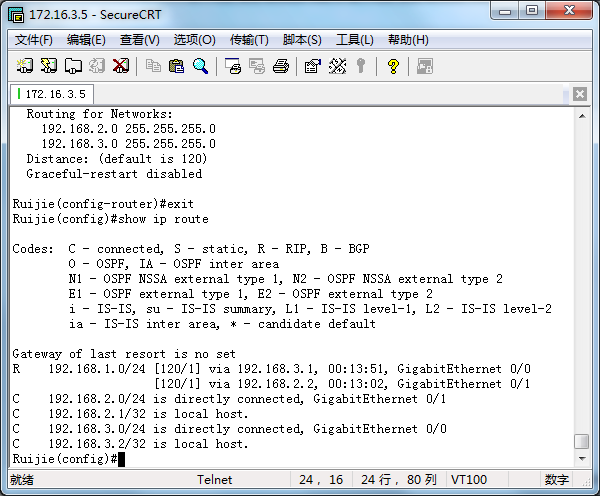 172.16.3.5 - SecureCRT
文件(F) 编辑(E) 查看(V) 选项(O) 传输(T) 脚本(S) 工具(L) 帮助(H)
172.16.3.5
Routing for Networks:
192.168.2.0 255.255.255.0
192.168.3.0 255.255.255.0
Distance: (default is 120)
Graceful-restart disabled
Ruijie(config-router)#exit
Ruijie(config)#show ip route
Codes:  C - connected, S - static, R - RIP, B - BGP
O - OSPF, IA - OSPF inter area
N1 - OSPF NSSA external type 1, N2 - OSPF NSSA external type 2
E1 - OSPF external type 1, E2 - OSPF external type 2
i - IS-IS, su - IS-IS summary, L1 - IS-IS level-1, L2 - IS-IS level-2
ia - IS-IS inter area, * - candidate default
Gateway of last resort is no set
R    192.168.1.0/24 [120/1] via 192.168.3.1, 00:13:51, GigabitEthernet 0/0
[120/1] via 192.168.2.2, 00:13:02, GigabitEthernet 0/1
C    192.168.2.0/24 is directly connected, GigabitEthernet 0/1
C    192.168.2.1/32 is local host.
C    192.168.3.0/24 is directly connected, GigabitEthernet 0/0
C    192.168.3.2/32 is local host.
Ruijie(config)#
就绪 Telnet 24, 16 24 行, 80 列 VT100 数字